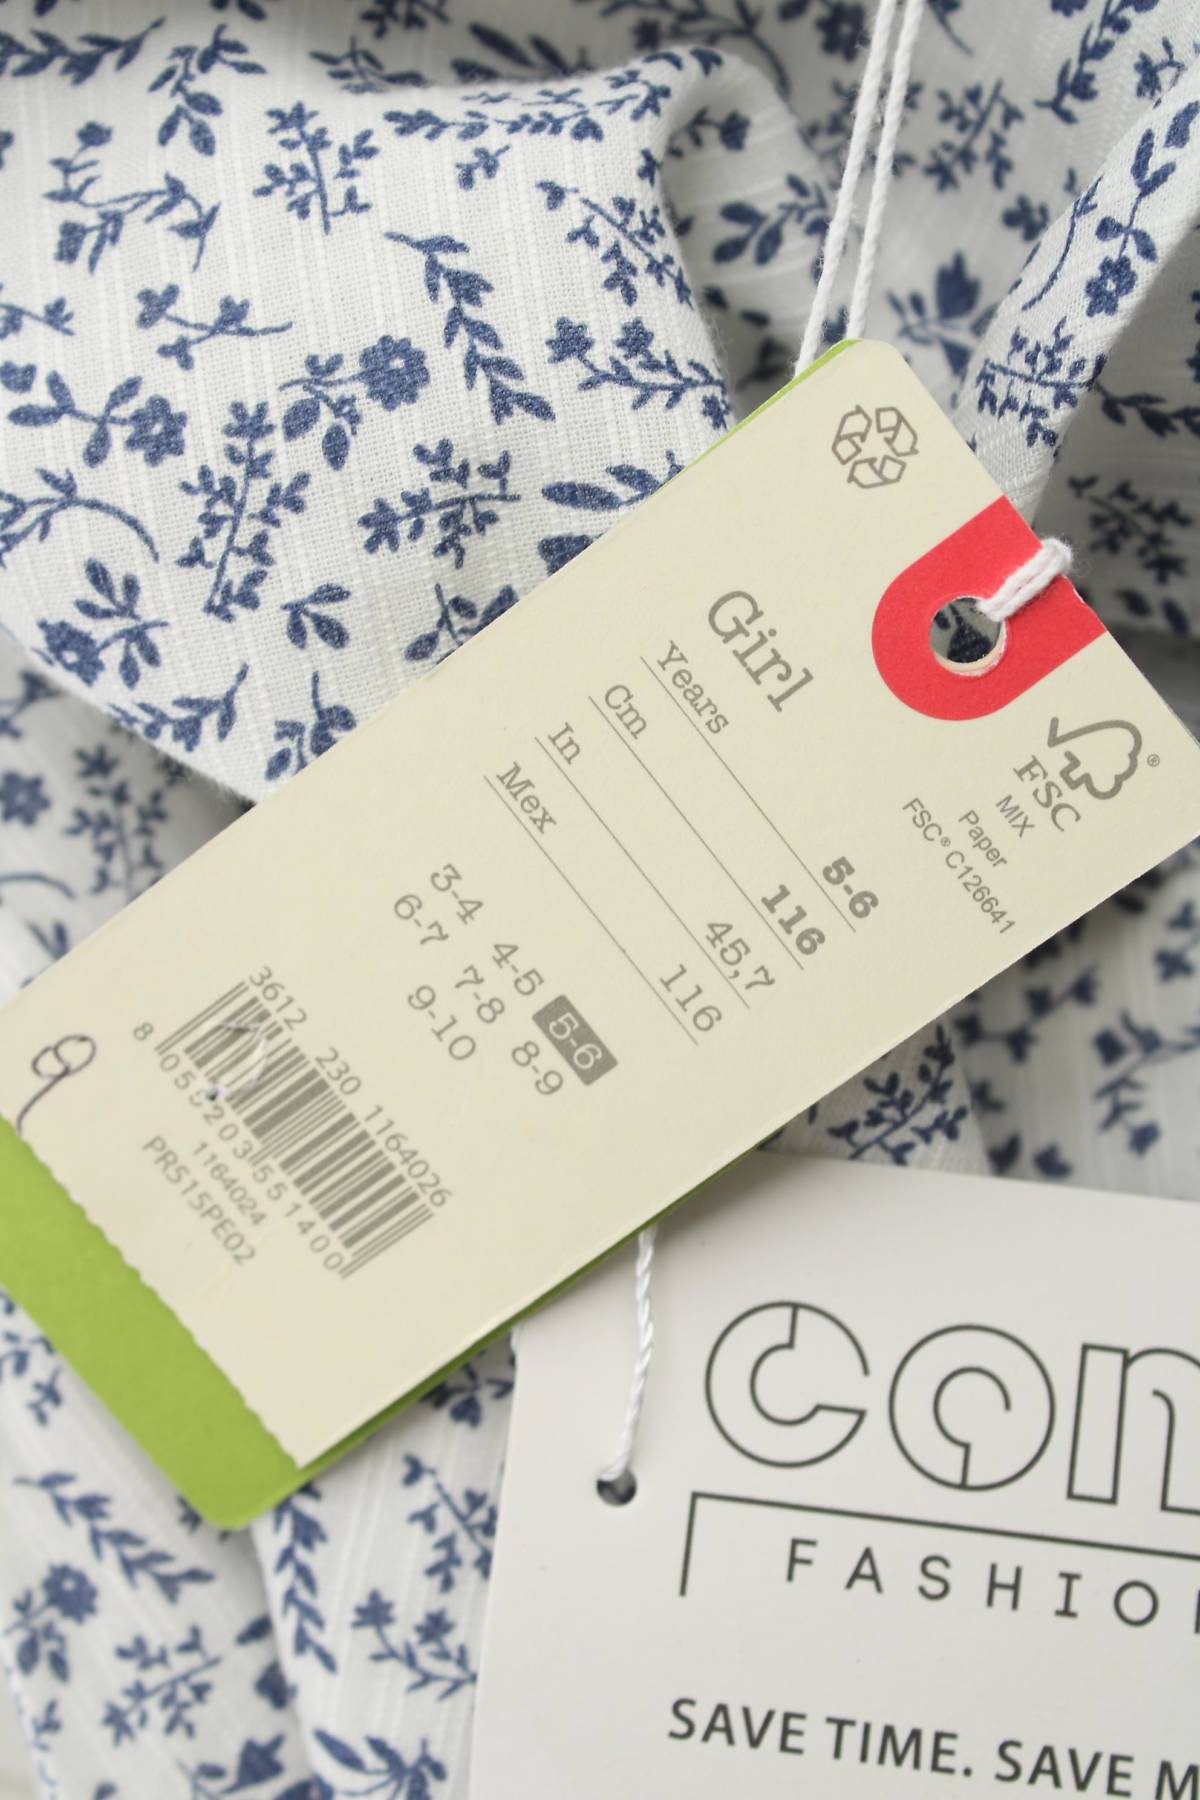 Girl
Years 5-6
Cm 116
In 45,7
Mex 116
3-4 4-5 5-6
6-7 7-8 8-9
9-10
3612 230 1164026
8 055203 551400
1164024
PR515PE02
FSC®
MIX
Paper
FSC® C126641
FASHIO
SAVE TIME. SAVE M